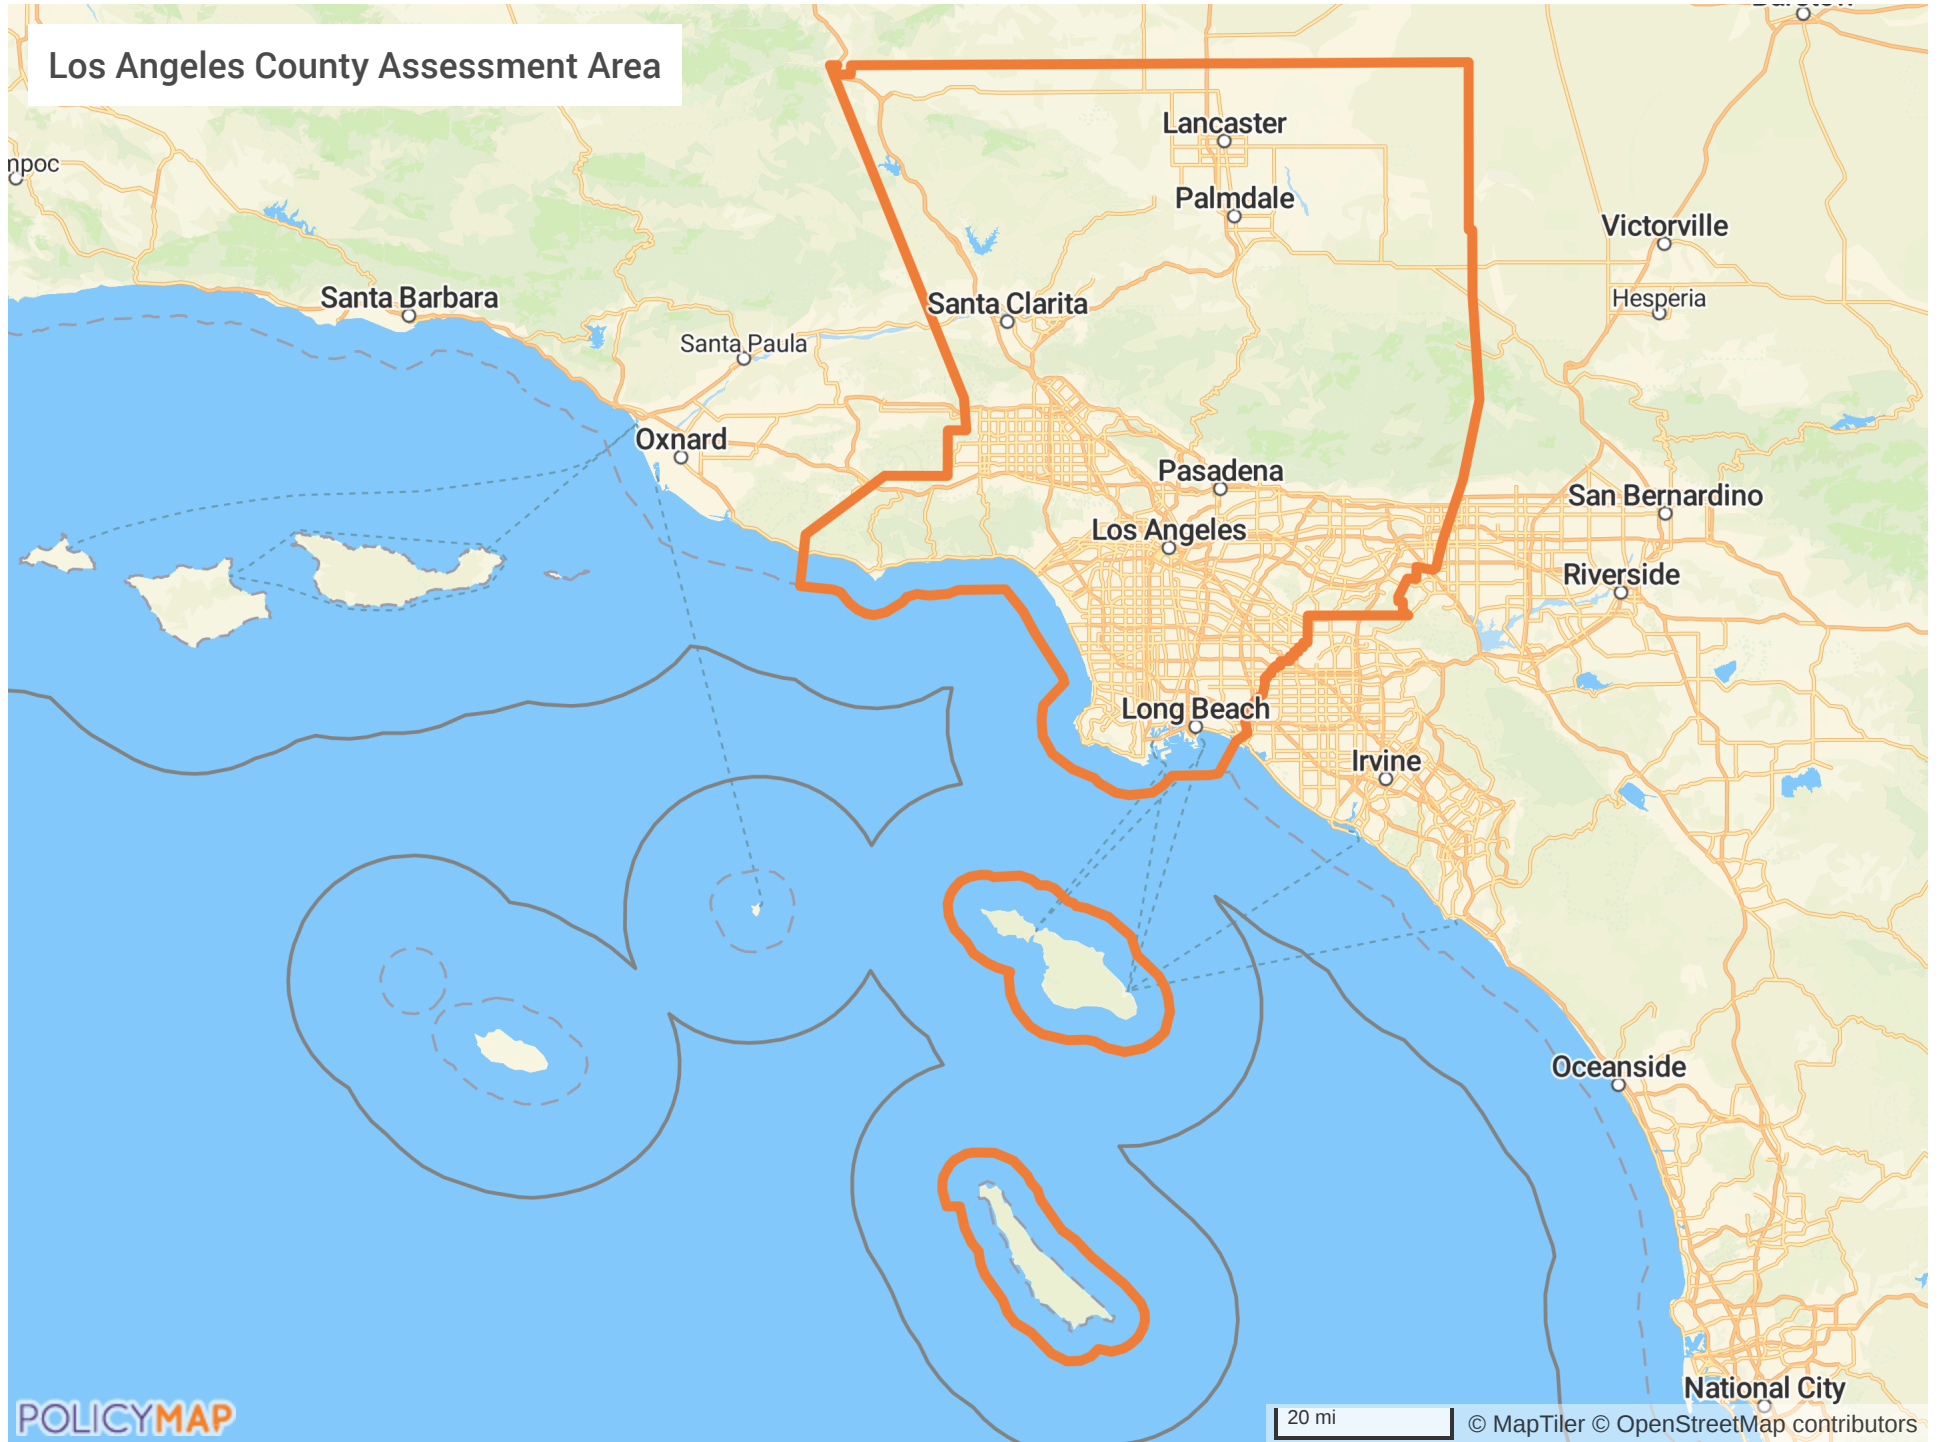 Los Angeles County Assessment Area
Lancaster
Palmdale
Victorville
Hesperia
Santa Barbara
Santa Clarita
Santa Paula
Oxnard
Pasadena
San Bernardino
Los Angeles
Riverside
Long Beach
Irvine
Oceanside
National City
POLICYMAP
20 mi
© MapTiler © OpenStreetMap contributors